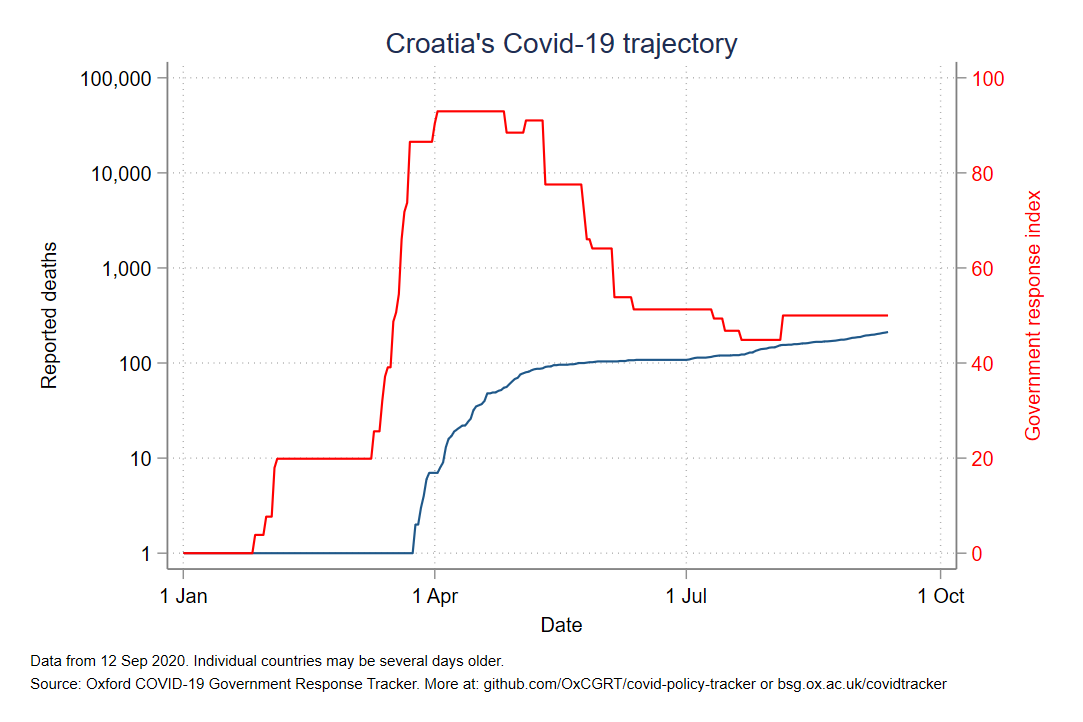 Croatia's Covid-19 trajectory
100,000
10,000
1,000
100
10
1
Reported deaths
100
80
60
40
20
0
Government response index
1 Jan
1 Apr
1 Jul
1 Oct
Date
Data from 12 Sep 2020. Individual countries may be several days older.
Source: Oxford COVID-19 Government Response Tracker. More at: github.com/OxCGRT/covid-policy-tracker or bsg.ox.ac.uk/covidtracker